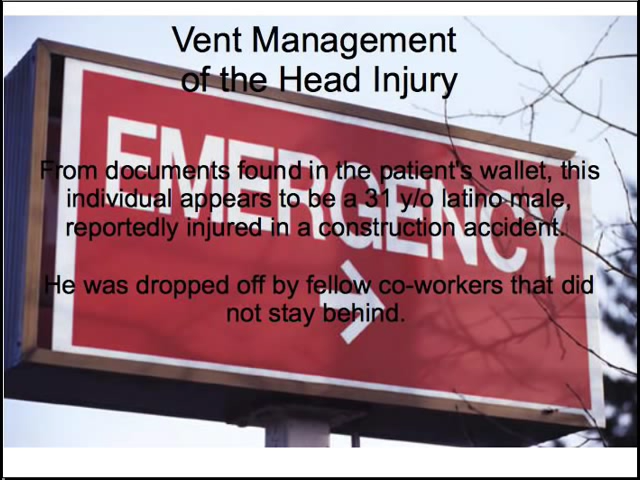 Vent Management
of the Head Injury
EMERGENCY
From documents found in the patient's wallet, this
individual appears to be a 31 y/o latino male,
reportedly injured in a construction accident.
He was dropped off by fellow co-workers that did
not stay behind.